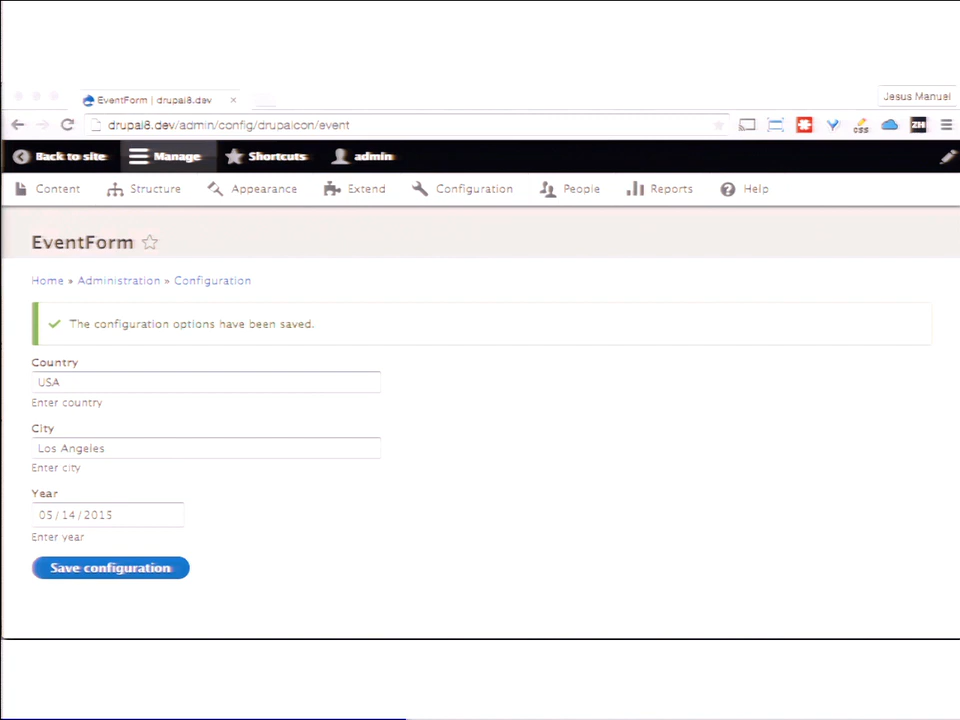 EventForm | drupal8.dev
Jesus Manuel
drupal8.dev/admin/config/drupalcon/event
CSS
ZH
Back to site Manage Shortcuts admin
Content Structure Appearance Extend Configuration People Reports Help
EventForm
Home » Administration » Configuration
The configuration options have been saved.
Country
USA
Enter country
City
Los Angeles
Enter city
Year
05/14/2015
Enter year
Save configuration